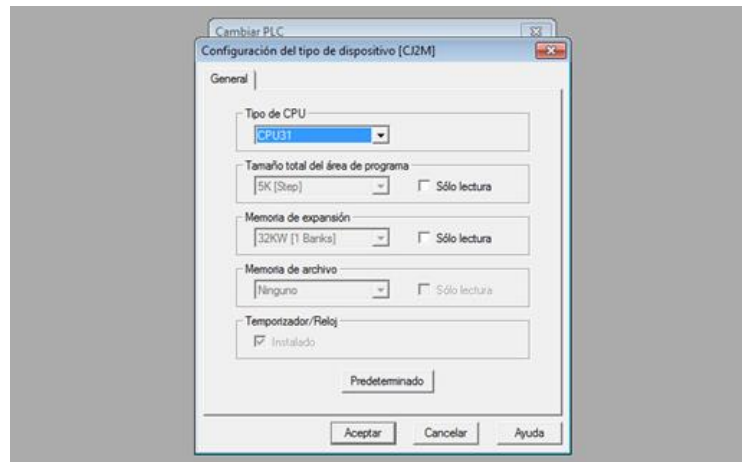 Cambiar PLC
Configuración del tipo de dispositivo [CJ2M]
General
Tipo de CPU
CPU31
Tamaño total del área de programa
5K [Step]
Sólo lectura
Memoria de expansión
32KW [1 Banks]
Sólo lectura
Memoria de archivo
Ninguno
Sólo lectura
Temporizador/Reloj
Instalado
Predeterminado
Aceptar
Cancelar
Ayuda